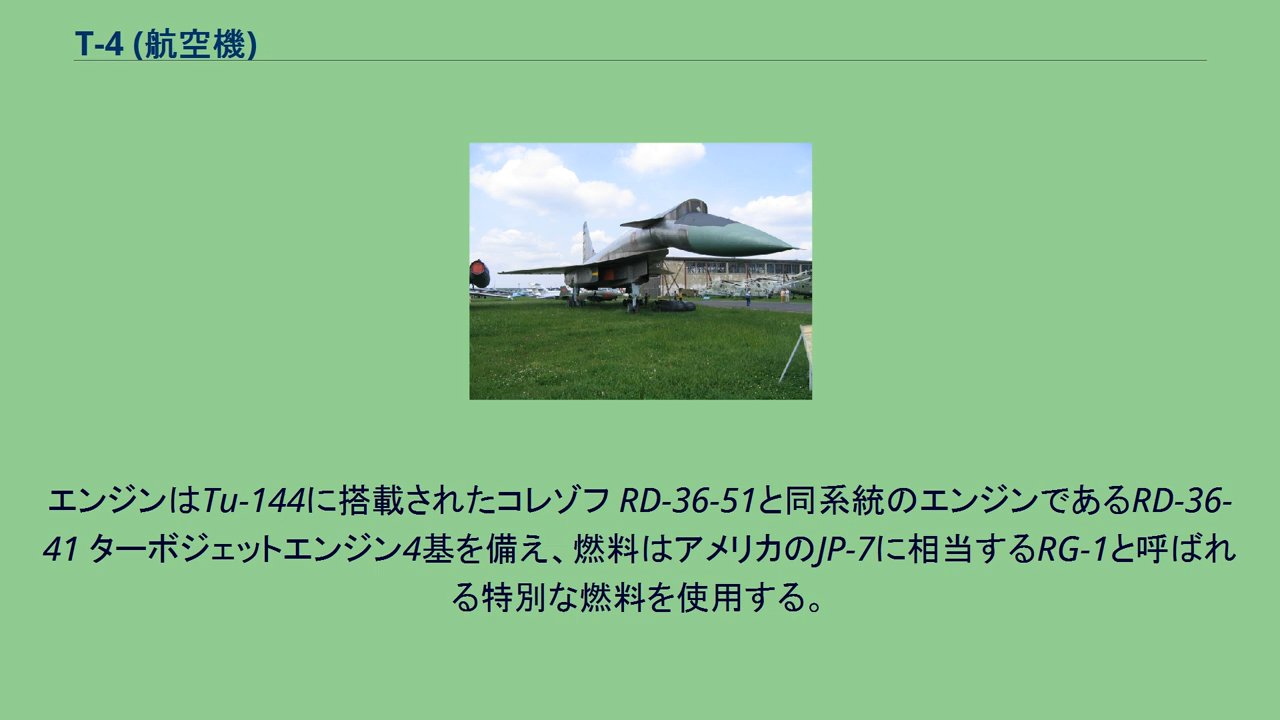 T-4 (航空機)
エンジンはTu-144に搭載されたコレゾフ RD-36-51と同系統のエンジンであるRD-36-
41 ターボジェットエンジン4基を備え、燃料はアメリカのJP-7に相当するRG-1と呼ばれ
る特別な燃料を使用する。